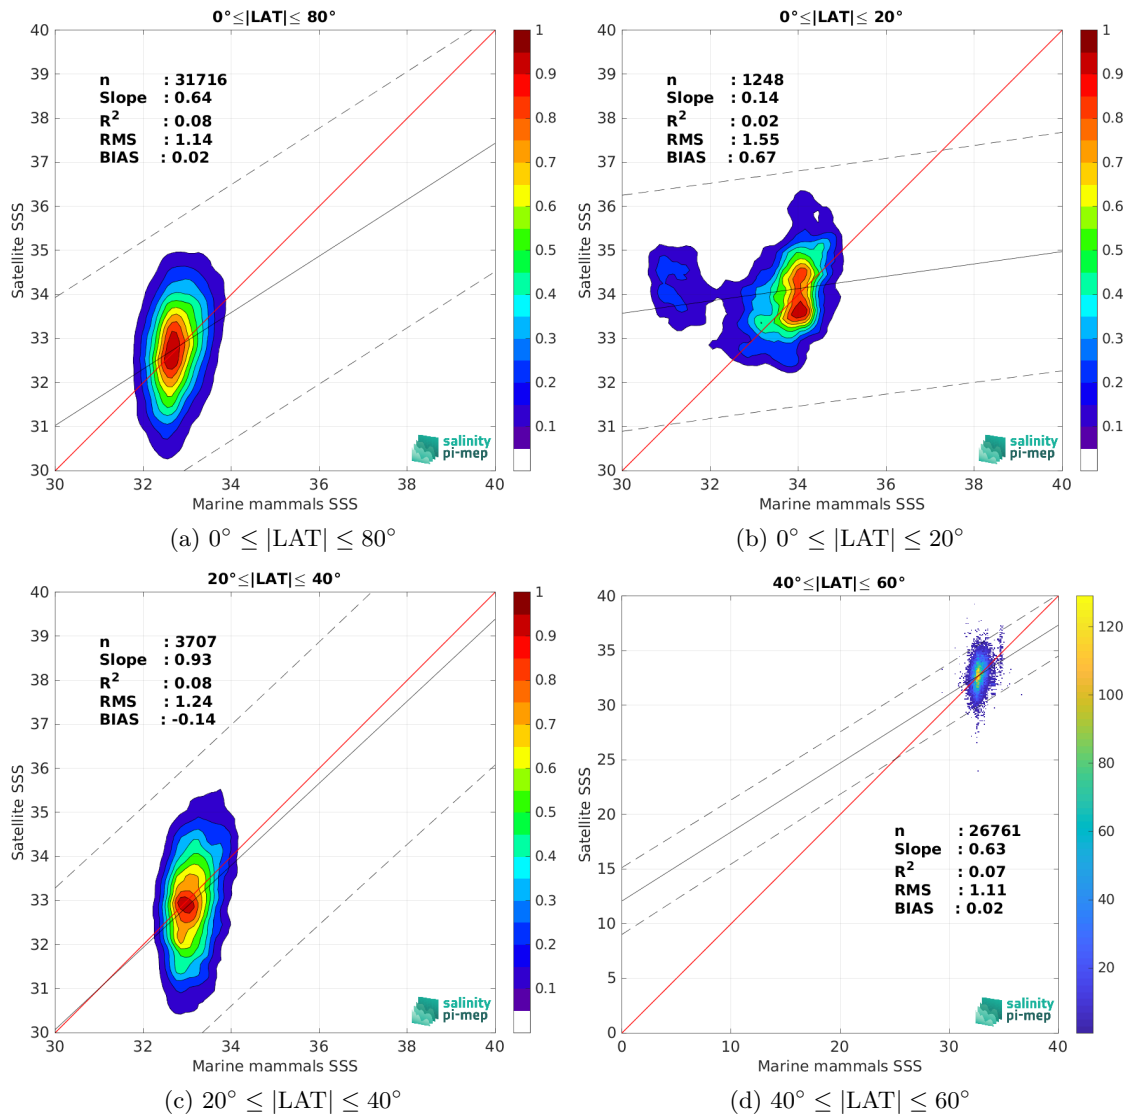 0°≤|LAT|≤ 80°
40
39
38
37
36
35
34
33
32
31
30
Satellite SSS
n : 31716
Slope : 0.64
R2 : 0.08
RMS : 1.14
BIAS : 0.02
salinity
pi-mep
30 32 34 36 38 40
Marine mammals SSS
1
0.9
0.8
0.7
0.6
0.5
0.4
0.3
0.2
0.1
(a) 0° ≤ |LAT| ≤ 80°
0°≤|LAT|≤ 20°
40
39
38
37
36
35
34
33
32
31
30
Satellite SSS
n : 1248
Slope : 0.14
R2 : 0.02
RMS : 1.55
BIAS : 0.67
salinity
pi-mep
30 32 34 36 38 40
Marine mammals SSS
1
0.9
0.8
0.7
0.6
0.5
0.4
0.3
0.2
0.1
(b) 0° ≤ |LAT| ≤ 20°
20°≤|LAT|≤ 40°
40
39
38
37
36
35
34
33
32
31
30
Satellite SSS
n : 3707
Slope : 0.93
R2 : 0.08
RMS : 1.24
BIAS : -0.14
salinity
pi-mep
30 32 34 36 38 40
Marine mammals SSS
1
0.9
0.8
0.7
0.6
0.5
0.4
0.3
0.2
0.1
(c) 20° ≤ |LAT| ≤ 40°
40°≤|LAT|≤ 60°
40
35
30
25
20
15
10
5
0
Satellite SSS
n : 26761
Slope : 0.63
R2 : 0.07
RMS : 1.11
BIAS : 0.02
salinity
pi-mep
0 10 20 30 40
Marine mammals SSS
120
100
80
60
40
20
(d) 40° ≤ |LAT| ≤ 60°